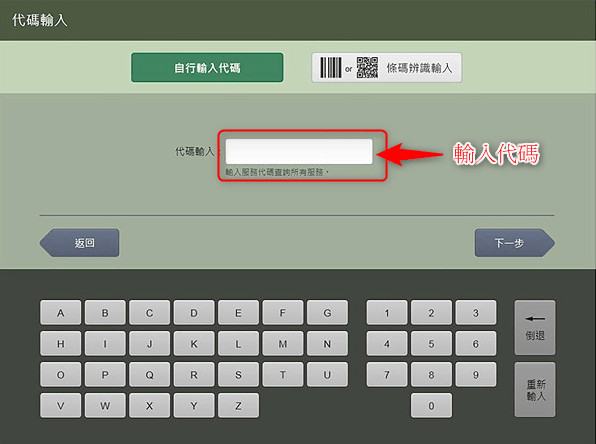 代碼輸入
自行輸入代碼
or 條碼辨識輸入
代碼輸入：
輸入代碼
輸入服務代碼查詢所有服務。
返回
下一步
A B C D E F G 1 2 3
倒退
H I J K L M N 4 5 6
O P Q R S T U 7 8 9
重新
輸入
V W X Y Z 0